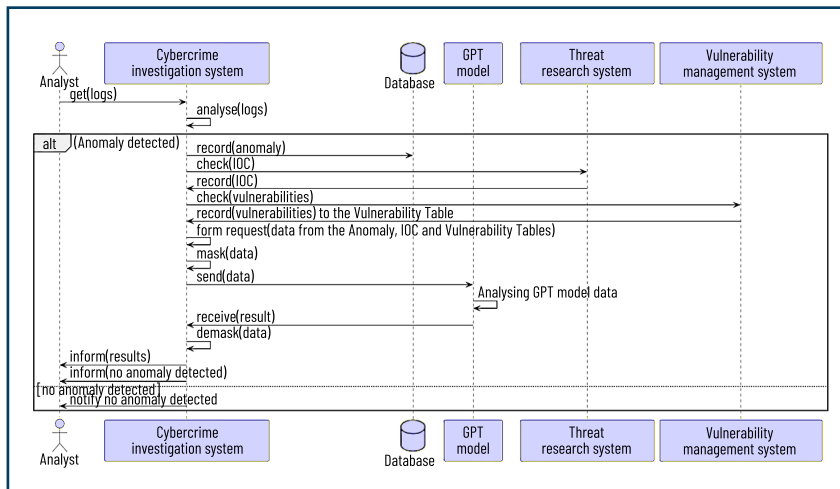 Analyst
Cybercrime
investigation system
Database
GPT
model
Threat
research system
Vulnerability
management system
get(logs)
analyse(logs)
alt
(Anomaly detected)
record(anomaly)
check(IOC)
record(IOC)
check(vulnerabilities)
record(vulnerabilities) to the Vulnerability Table
form request(data from the Anomaly, IOC and Vulnerability Tables)
mask(data)
send(data)
Analysing GPT model data
receive(result)
demask(data)
inform(results)
inform(no anomaly detected)
[no anomaly detected]
notify no anomaly detected
Analyst
Cybercrime
investigation system
Database
GPT
model
Threat
research system
Vulnerability
management system